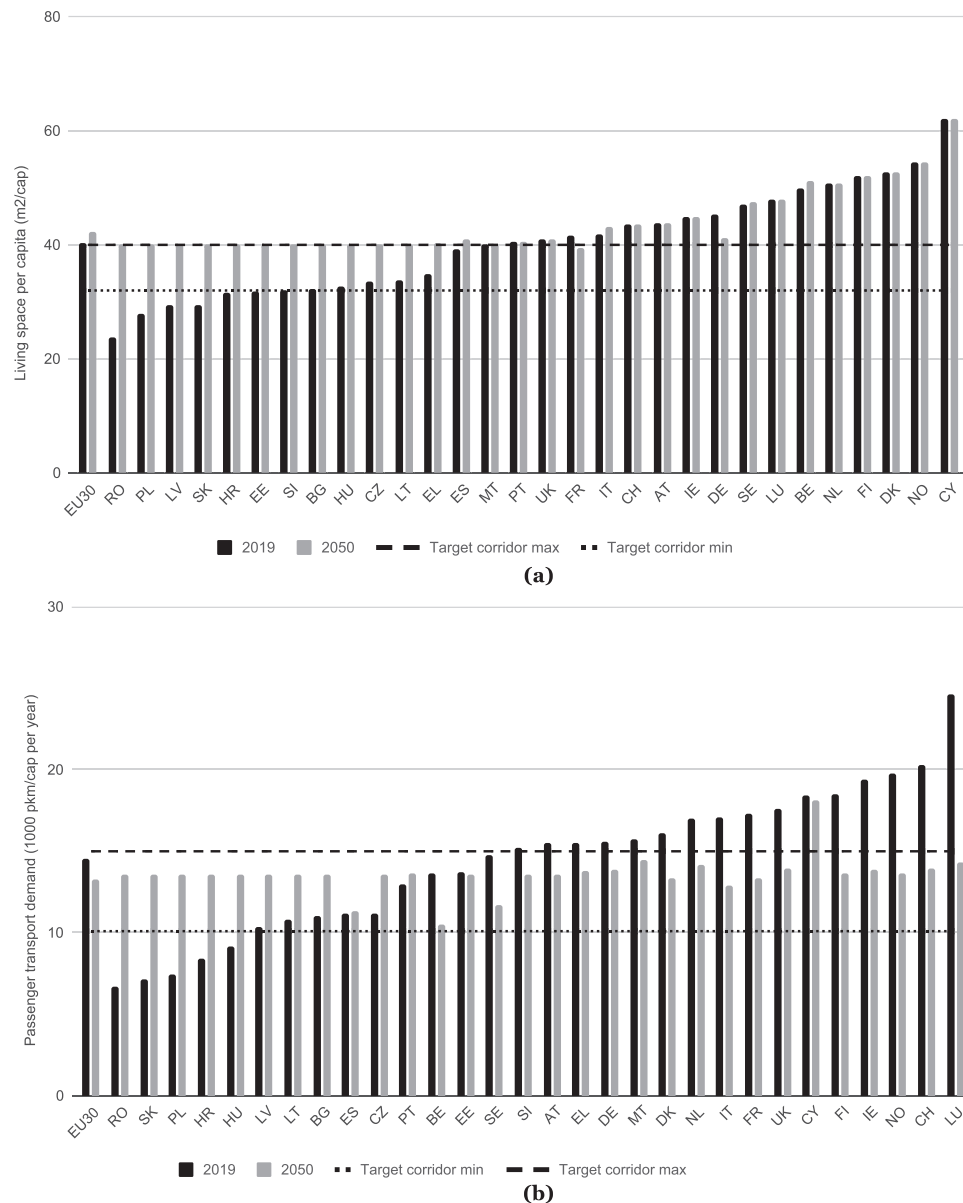 80
60
40
20
0
Living space per capita (m2/cap)
EU30 RO PL LV SK HR EE SI BG HU CZ LT EL ES MT PT UK FR IT CH AT IE DE SE LU BE NL FI DK NO CY
2019 2050 Target corridor max Target corridor min
(a)
30
20
10
0
Passenger transport demand (1000 pkm/cap per year)
EU30 RO SK PL HR HU LV LT BG ES CZ PT BE EE SE SI AT EL DE MT DK NL IT FR UK CY FI IE NO CH LU
2019 2050 Target corridor min Target corridor max
(b)